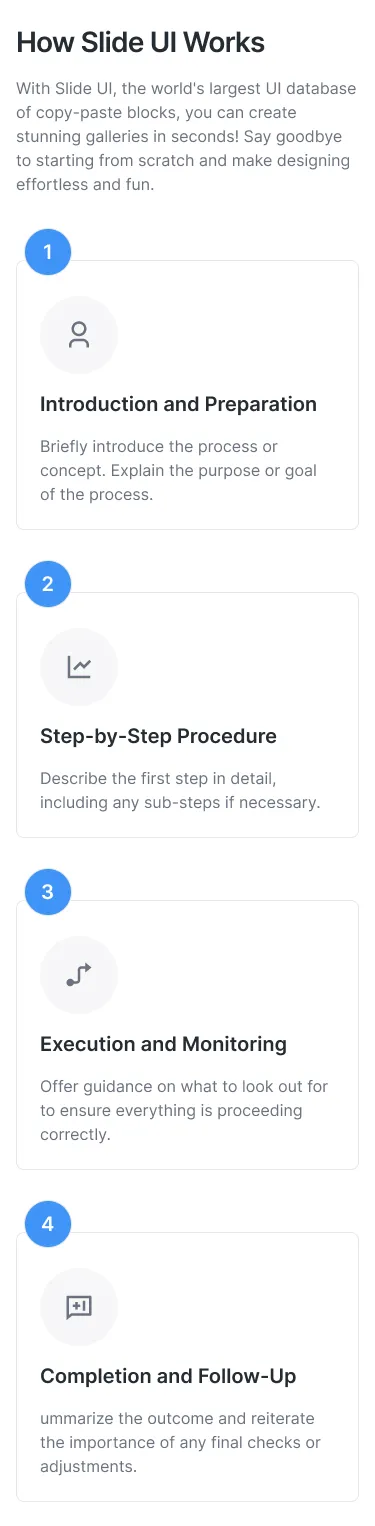 How Slide UI Works
With Slide UI, the world's largest UI database
of copy-paste blocks, you can create
stunning galleries in seconds! Say goodbye
to starting from scratch and make designing
effortless and fun.
1
Introduction and Preparation
Briefly introduce the process or
concept. Explain the purpose or goal
of the process.
2
Step-by-Step Procedure
Describe the first step in detail,
including any sub-steps if necessary.
3
Execution and Monitoring
Offer guidance on what to look out for
to ensure everything is proceeding
correctly.
4
Completion and Follow-Up
ummarize the outcome and reiterate
the importance of any final checks or
adjustments.